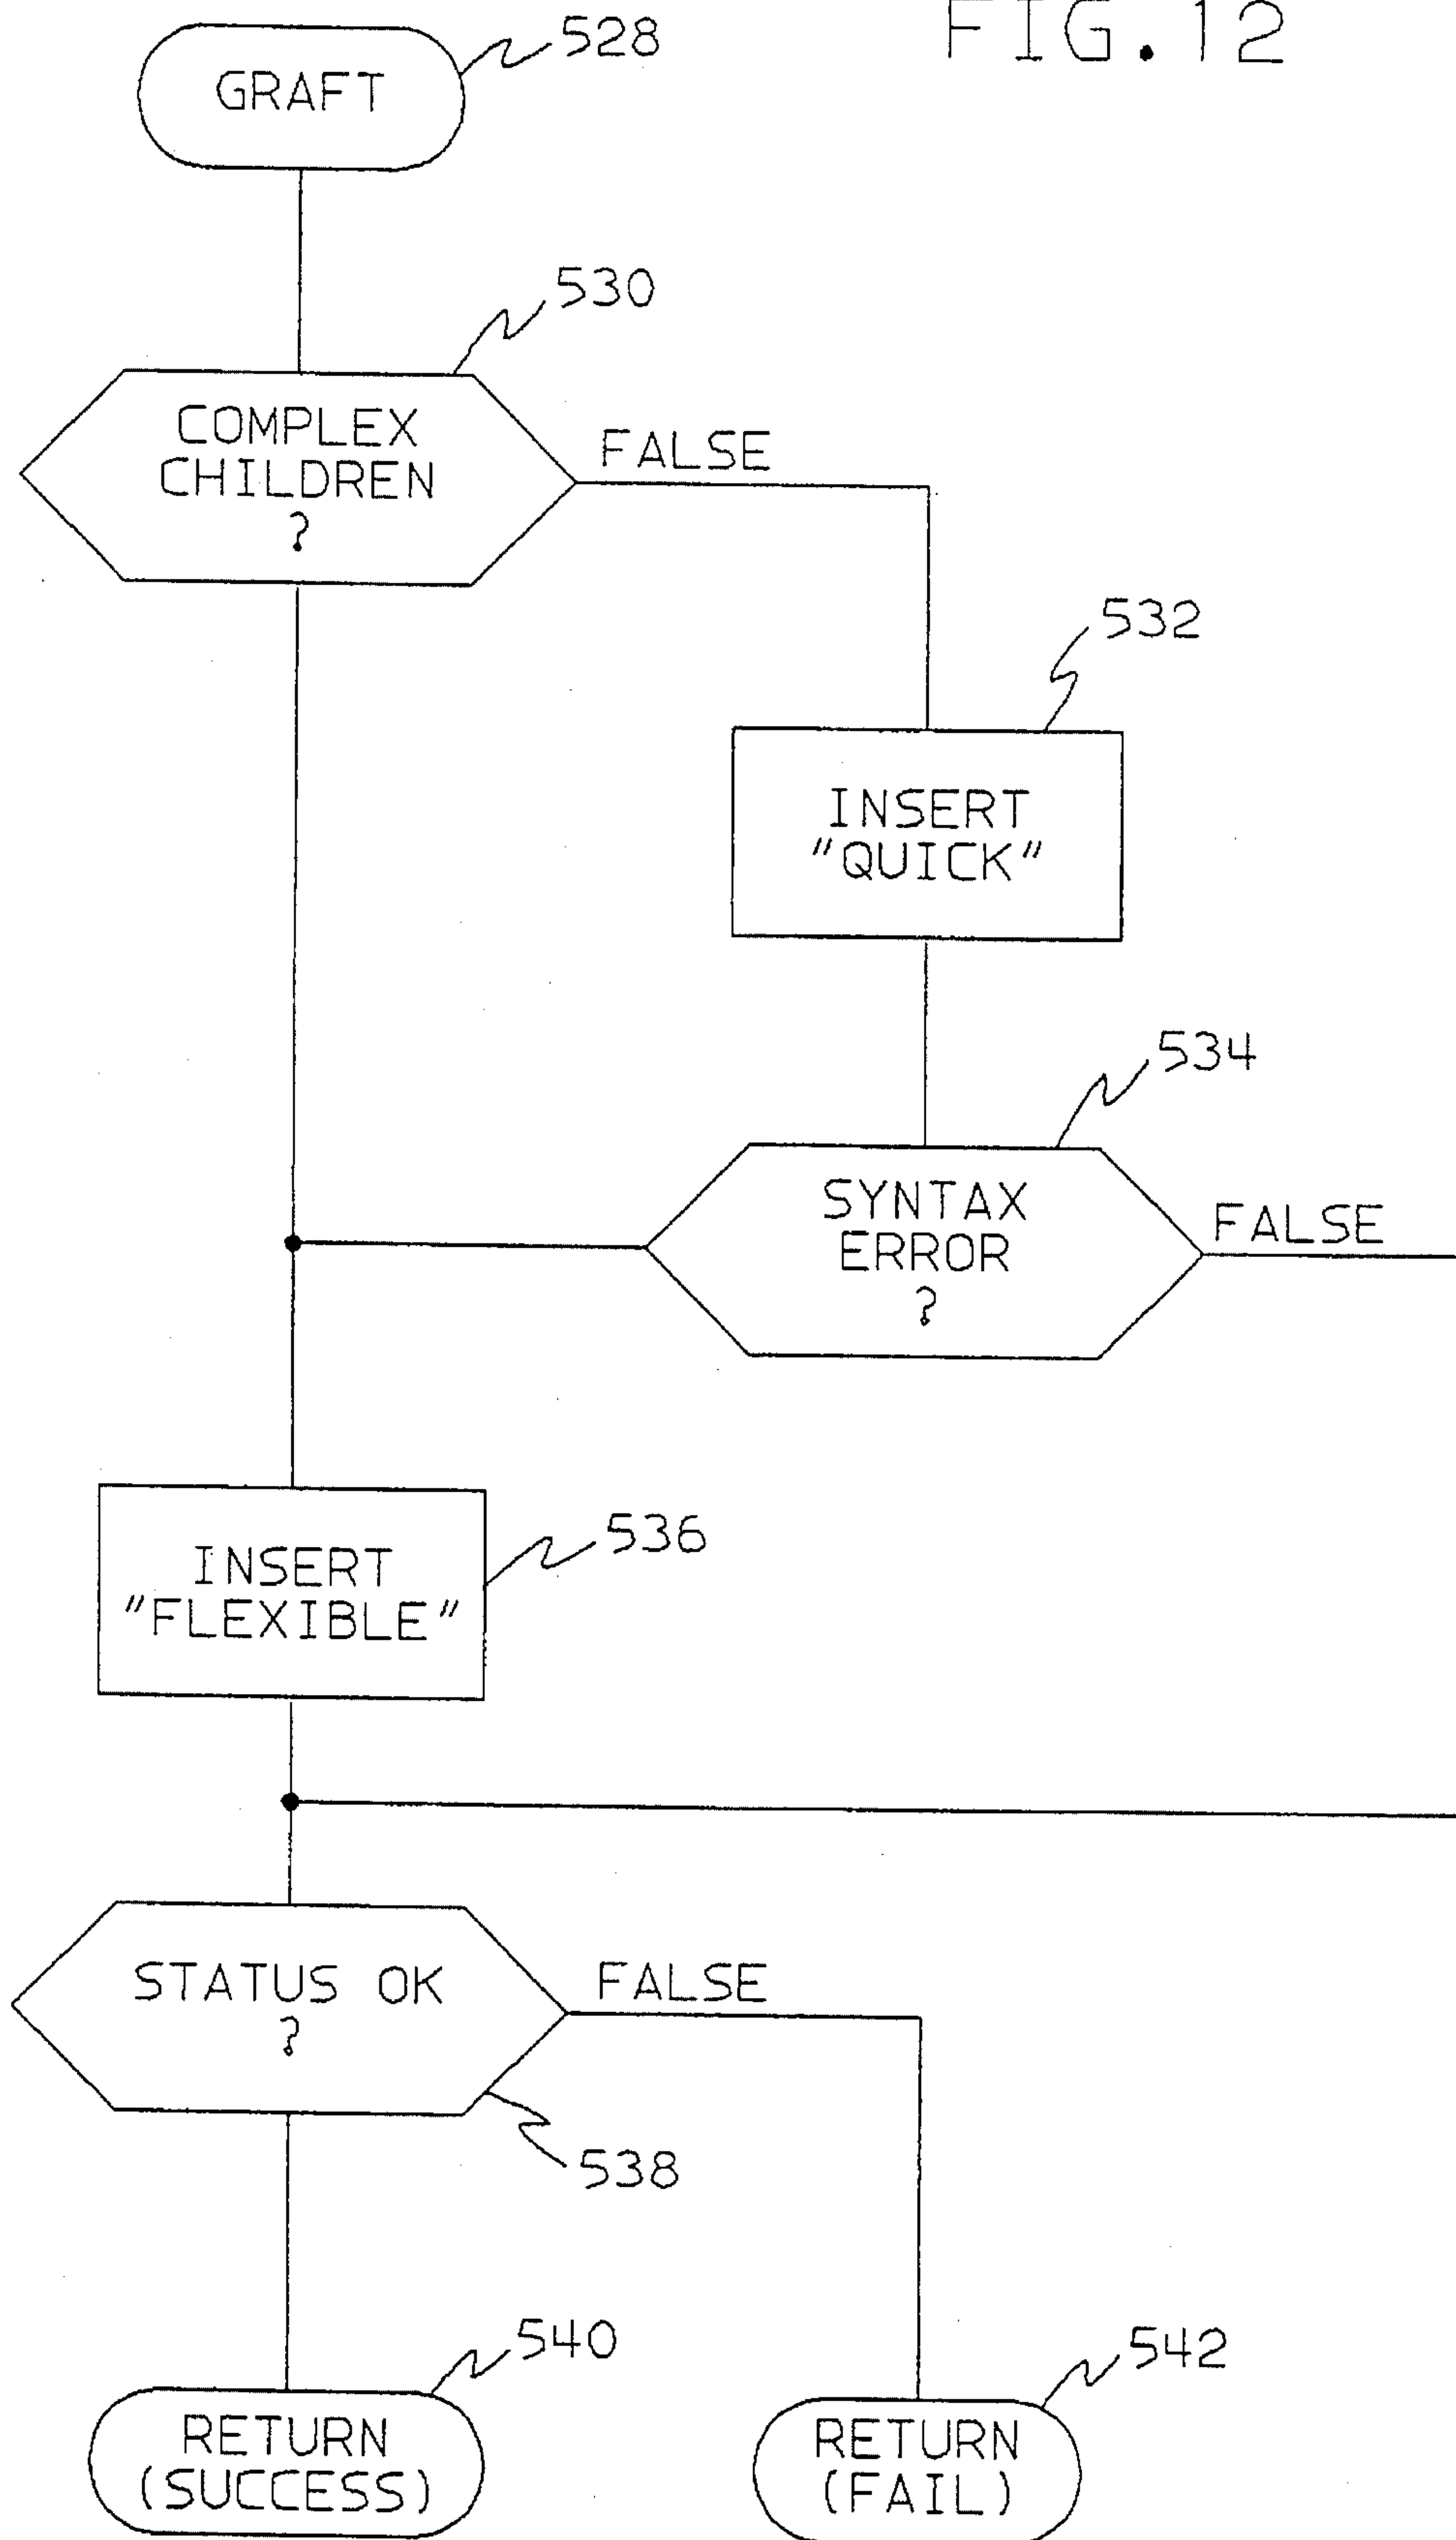 FIG.12
528
GRAFT
530
COMPLEX
CHILDREN
?
FALSE
532
INSERT
"QUICK"
534
SYNTAX
ERROR
?
FALSE
536
INSERT
"FLEXIBLE"
STATUS OK
?
FALSE
538
540
RETURN
(SUCCESS)
542
RETURN
(FAIL)